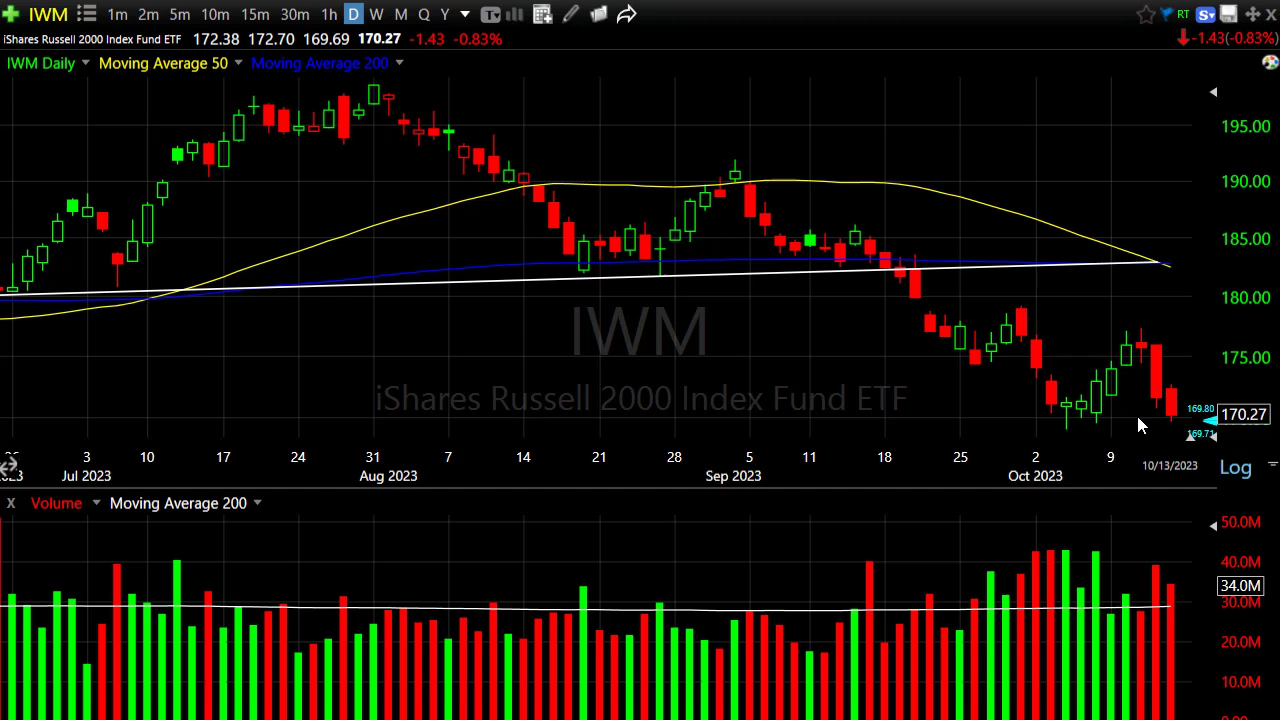 IWM 1m 2m 5m 10m 15m 30m 1h D W M Q Y T RT S
iShares Russell 2000 Index Fund ETF 172.38 172.70 169.69 170.27 -1.43 -0.83% -1.43(-0.83%)
IWM Daily Moving Average 50 Moving Average 200
195.00
190.00
185.00
180.00
IWM
175.00
iShares Russell 2000 Index Fund ETF
169.80
170.27
169.71
3 10 17 24 31 7 14 21 28 5 11 18 25 2 9
10/13/2023
Log
Jul 2023 Aug 2023 Sep 2023 Oct 2023
X Volume Moving Average 200
50.0M
40.0M
34.0M
30.0M
20.0M
10.0M